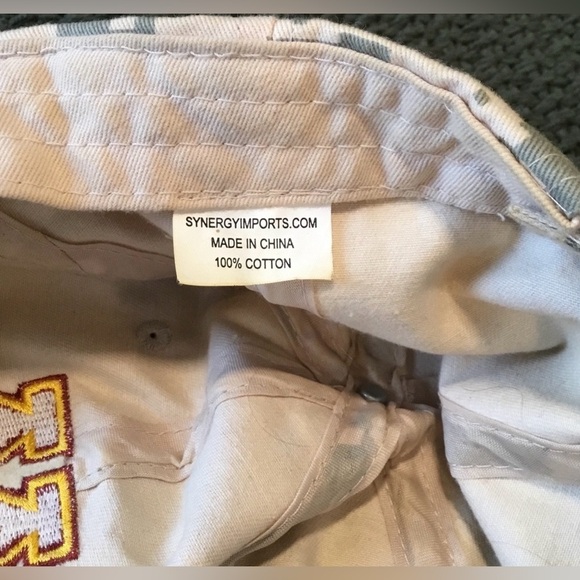 SYNERGYIMPORTS.COM
MADE IN CHINA
100% COTTON